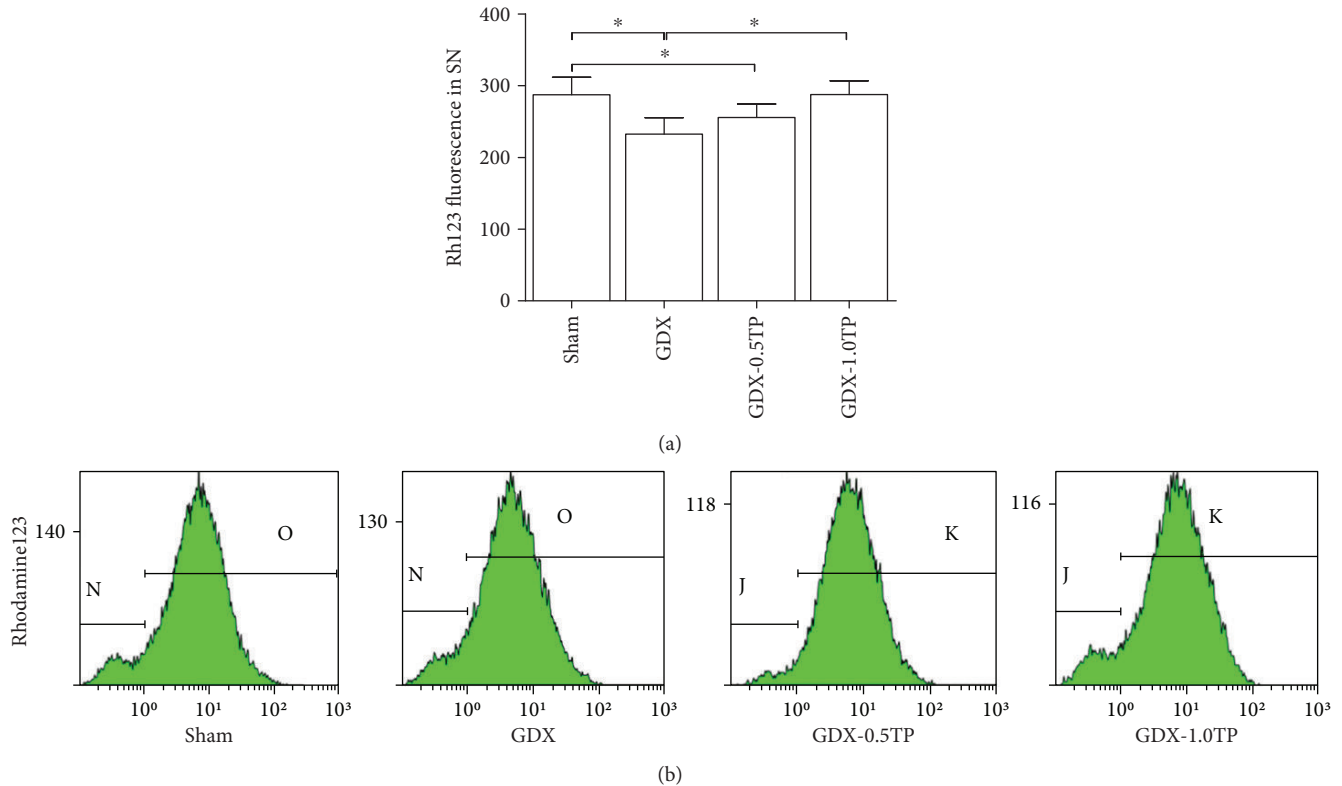 400
300
200
100
0
Rh123 fluorescence in SN
*
*
*
Sham
GDX
GDX-0.5TP
GDX-1.0TP
(a)
Rhodamine123
140
N
O
10⁰ 10¹ 10² 10³
Sham
130
N
O
10⁰ 10¹ 10² 10³
GDX
118
J
K
10⁰ 10¹ 10² 10³
GDX-0.5TP
116
J
K
10⁰ 10¹ 10² 10³
GDX-1.0TP
(b)